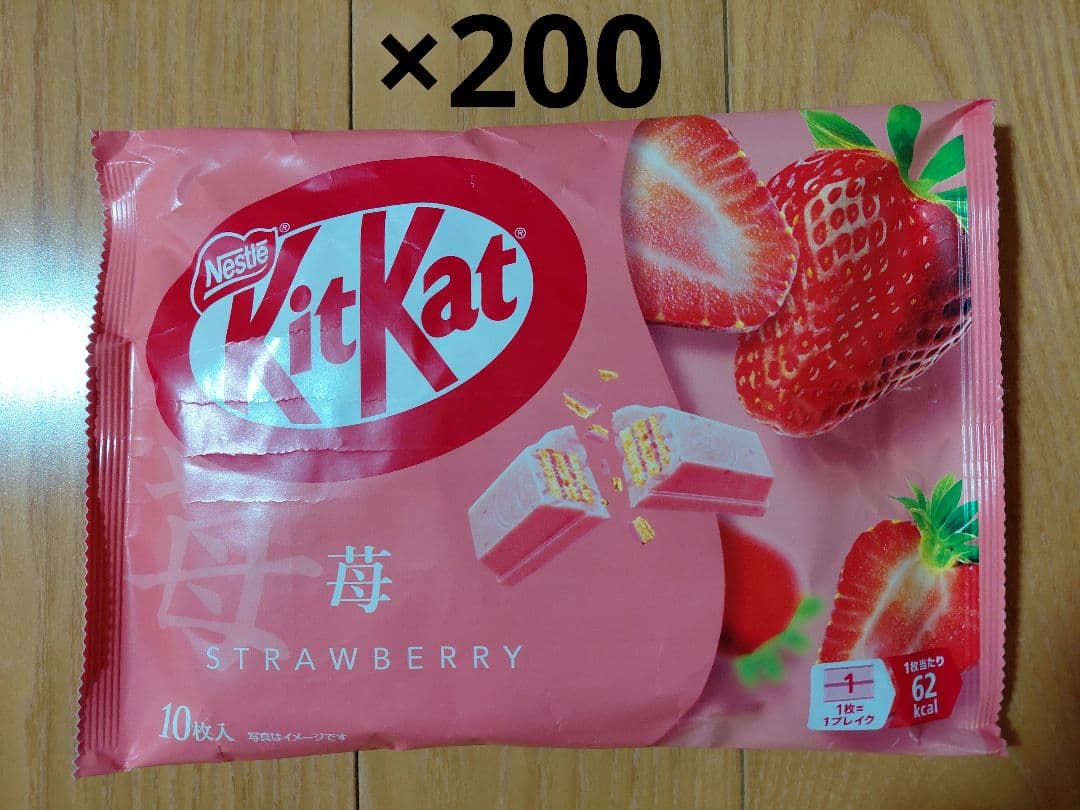 ×200
Nestlé®
KitKat®
苺
苺
STRAWBERRY
10枚入 写真はイメージです
1
1枚=
1ブレイク
1枚当たり
62
kcal